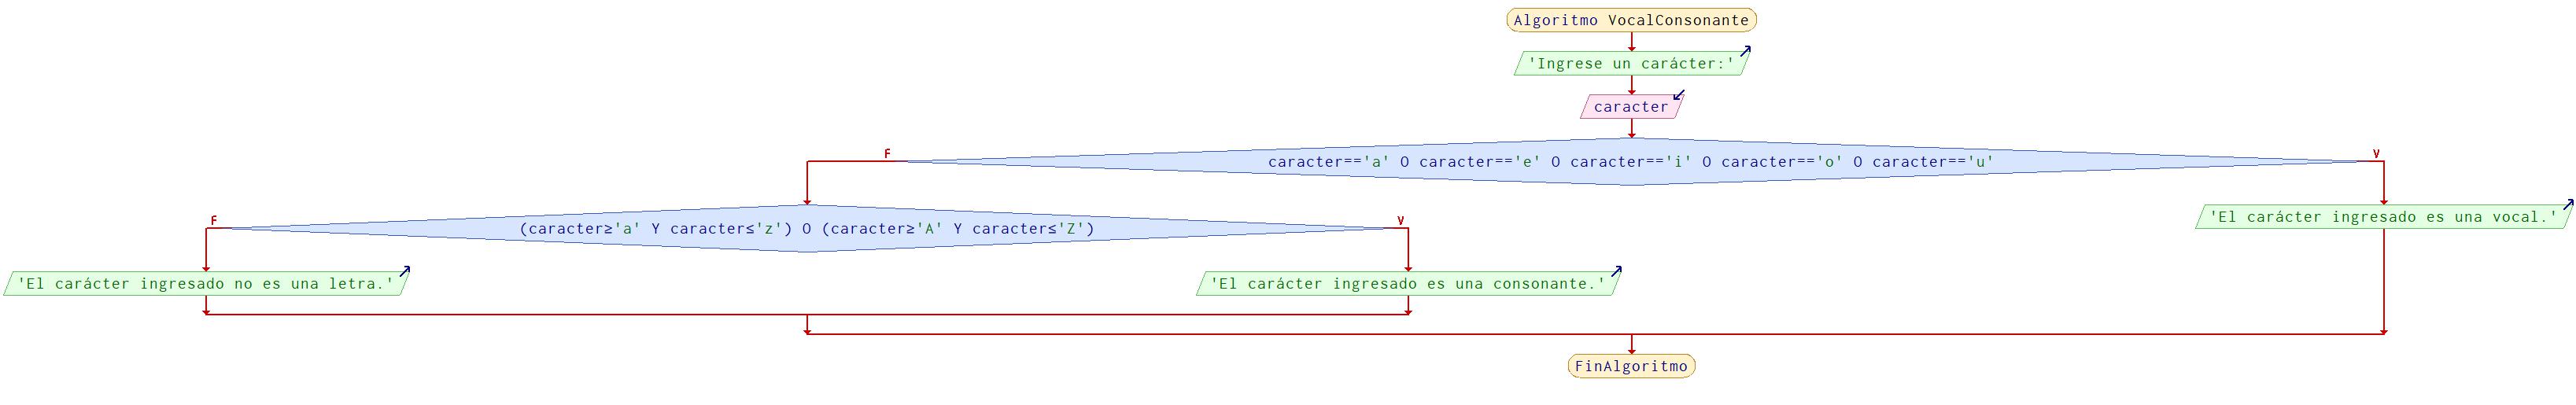 Algoritmo VocalConsonante
'Ingrese un carácter:'
caracter
F
caracter=='a' O caracter=='e' O caracter=='i' O caracter=='o' O caracter=='u'
V
F
(caracter≥'a' Y caracter≤'z') O (caracter≥'A' Y caracter≤'Z')
V
'El carácter ingresado es una vocal.'
'El carácter ingresado no es una letra.'
'El carácter ingresado es una consonante.'
FinAlgoritmo